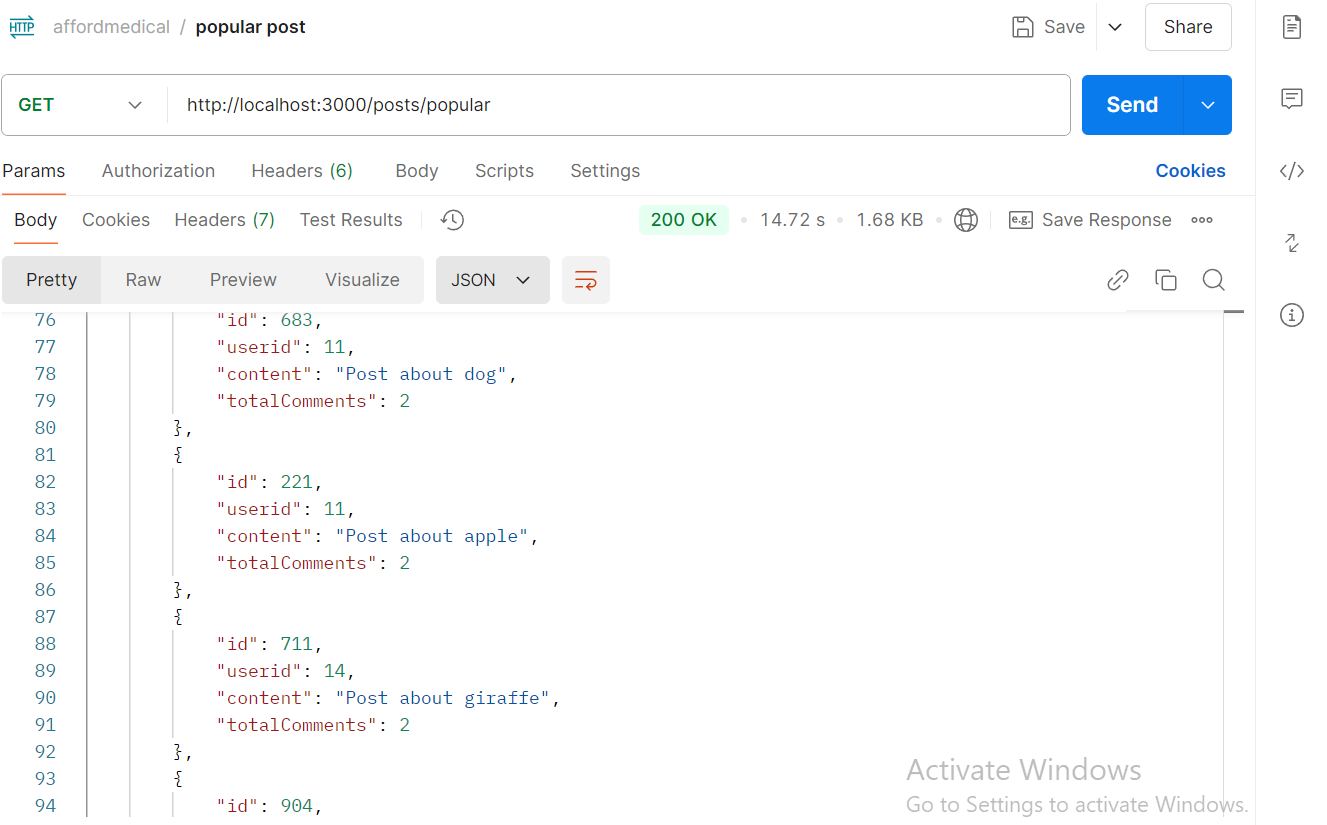 HTTP affordmedical / popular post Save Share
GET http://localhost:3000/posts/popular Send
Params Authorization Headers (6) Body Scripts Settings Cookies
Body Cookies Headers (7) Test Results 200 OK 14.72 s 1.68 KB e.g. Save Response
Pretty Raw Preview Visualize JSON
76 "id": 683,
77 "userid": 11,
78 "content": "Post about dog",
79 "totalComments": 2
80 },
81 {
82 "id": 221,
83 "userid": 11,
84 "content": "Post about apple",
85 "totalComments": 2
86 },
87 {
88 "id": 711,
89 "userid": 14,
90 "content": "Post about giraffe",
91 "totalComments": 2
92 },
93 {
94 "id": 904,
Activate Windows
Go to Settings to activate Windows.